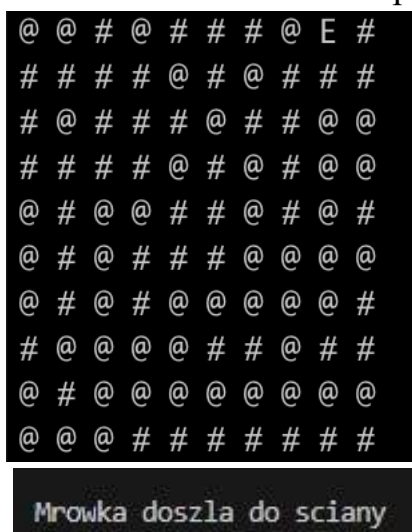 @ @ # @ # # # @ E #
# # # # @ # @ # # #
# @ # # # @ # # @ @
# # # # @ # @ # @ @
@ # @ @ # # @ # @ #
@ # @ # # # @ @ @ @
@ # @ # @ @ @ @ @ #
# @ @ @ @ # # @ # #
@ # @ @ @ @ @ @ @ @
@ @ @ # # # # # # #
Mrowka doszla do sciany